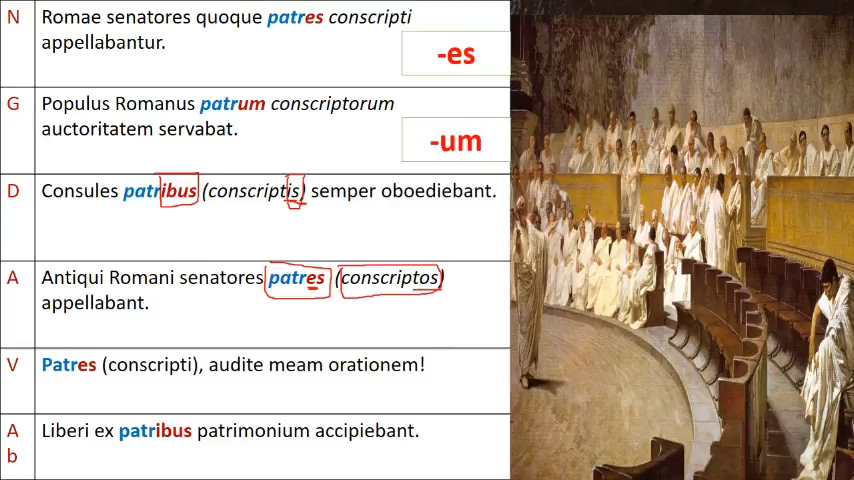 N
Romae senatores quoque patres conscripti
appellabantur.
-es
G
Populus Romanus patrum conscriptorum
auctoritatem servabat.
-um
D
Consules patribus (conscriptis) semper oboediebant.
A
Antiqui Romani senatores patres (conscriptos)
appellabant.
V
Patres (conscripti), audite meam orationem!
A
b
Liberi ex patribus patrimonium accipiebant.